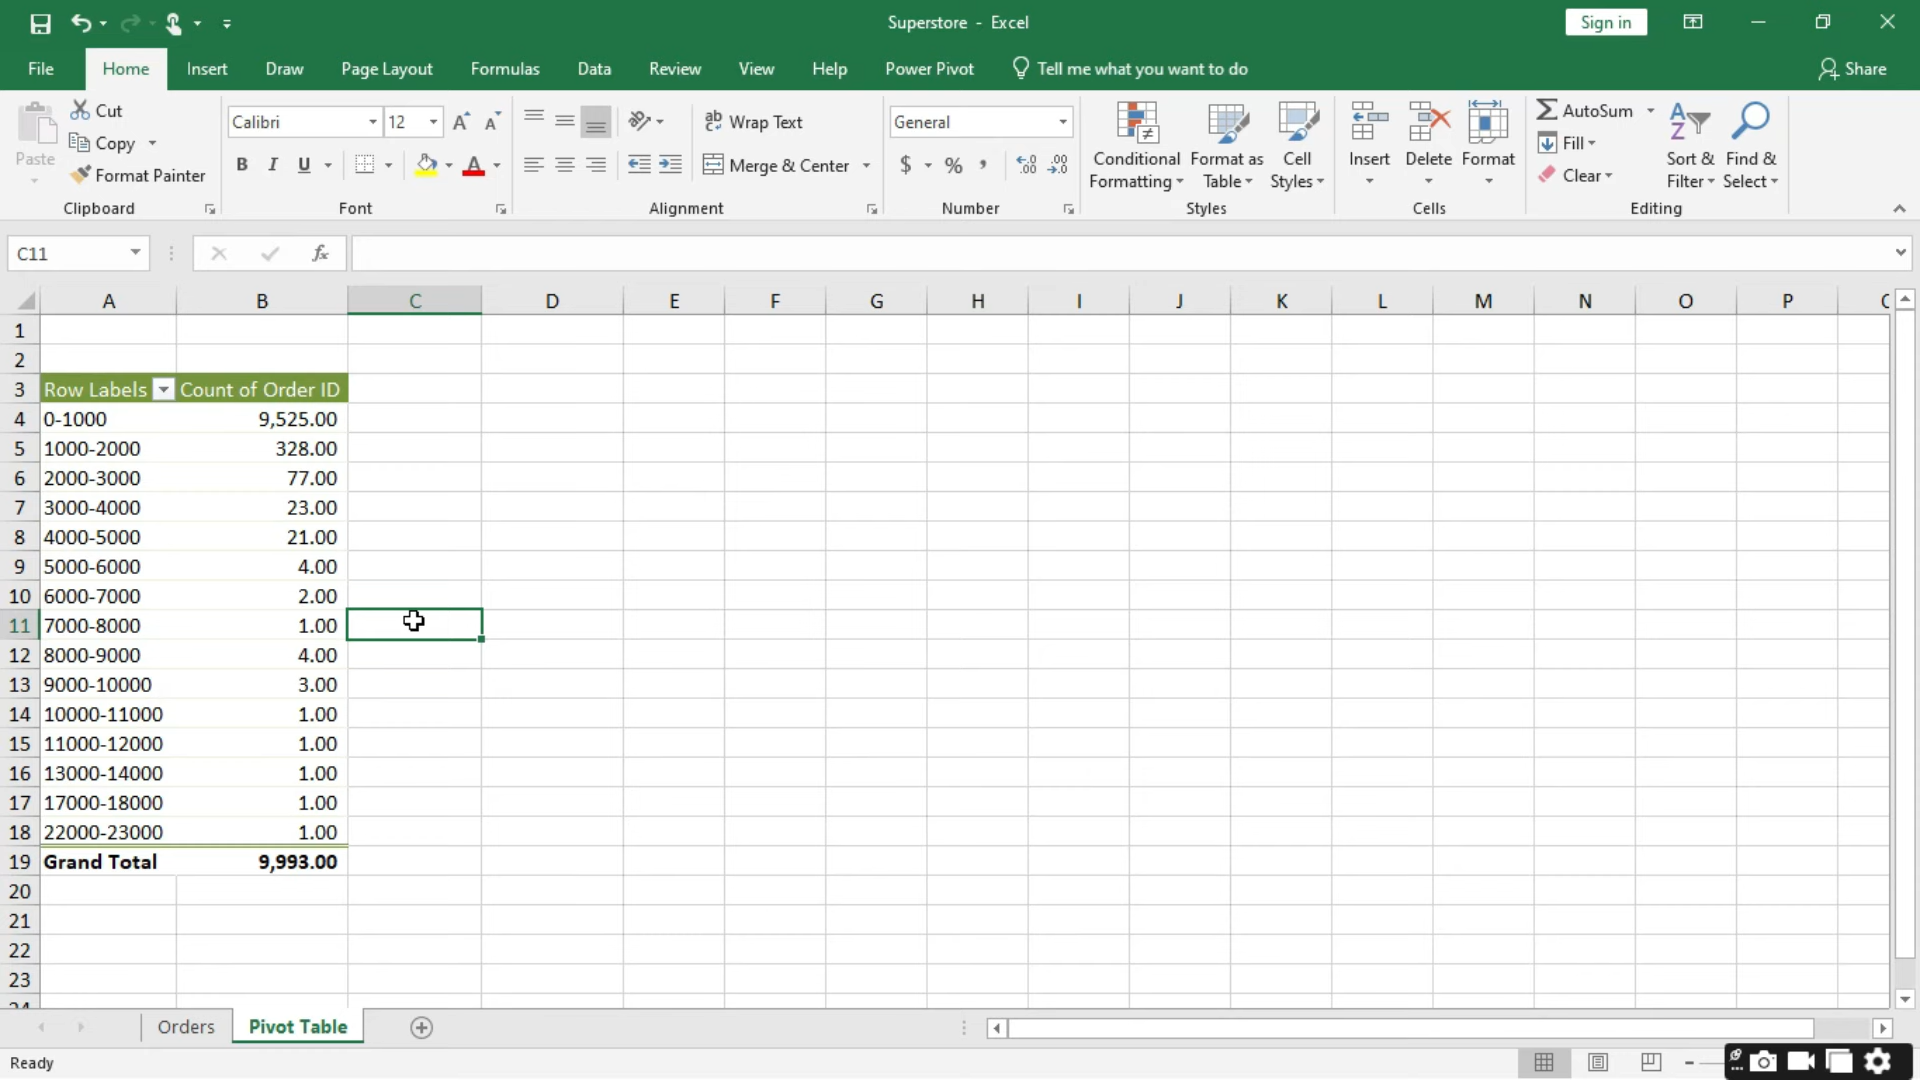 Superstore - Excel
Sign in
File Home Insert Draw Page Layout Formulas Data Review View Help Power Pivot Tell me what you want to do Share
Paste
Cut
Copy
Format Painter
Clipboard
Calibri 12
B I U A
Font
Wrap Text
Merge & Center
Alignment
General
$ % ,
Number
Conditional Formatting
Format as Table
Cell Styles
Styles
Insert Delete Format
Cells
AutoSum
Fill
Clear
Sort & Filter
Find & Select
Editing
C11 fx
A B C D E F G H I J K L M N O P
1
2
3 Row Labels Count of Order ID
4 0-1000 9,525.00
5 1000-2000 328.00
6 2000-3000 77.00
7 3000-4000 23.00
8 4000-5000 21.00
9 5000-6000 4.00
10 6000-7000 2.00
11 7000-8000 1.00
12 8000-9000 4.00
13 9000-10000 3.00
14 10000-11000 1.00
15 11000-12000 1.00
16 13000-14000 1.00
17 17000-18000 1.00
18 22000-23000 1.00
19 Grand Total 9,993.00
20
21
22
23
24
Orders Pivot Table
Ready